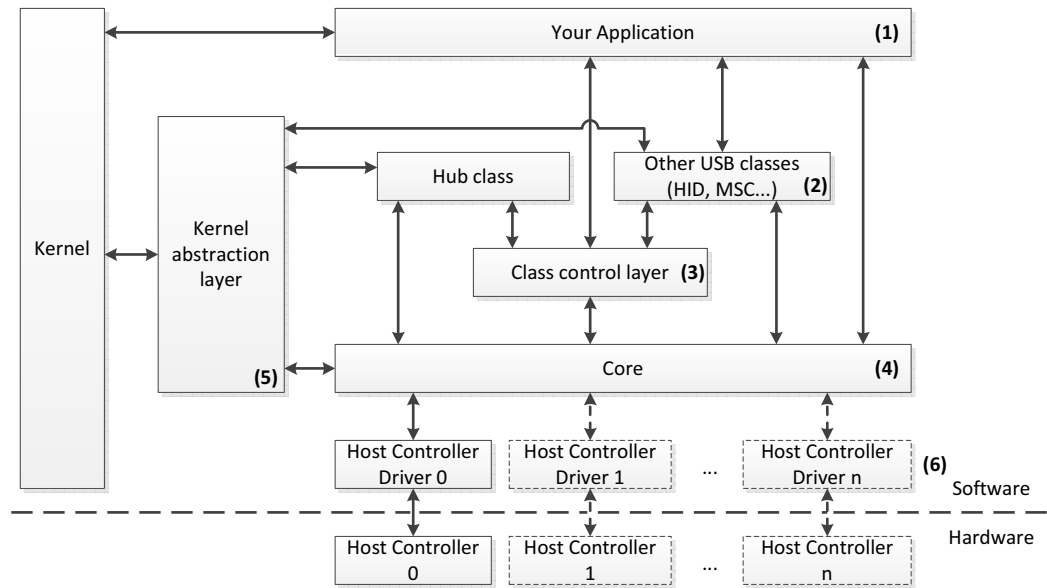 Your Application (1)
Other USB classes
(HID, MSC...) (2)
Hub class
Kernel
Kernel
abstraction
layer
(5)
Class control layer (3)
Core (4)
Host Controller
Driver 0
Host Controller
Driver 1
...
Host Controller
Driver n
(6)
Software
Hardware
Host Controller
0
Host Controller
1
...
Host Controller
n